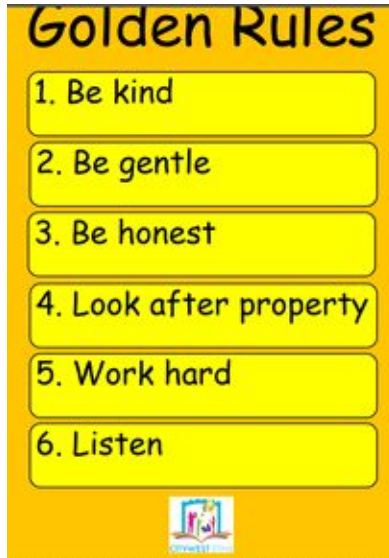 Golden Rules
1. Be kind
2. Be gentle
3. Be honest
4. Look after property
5. Work hard
6. Listen